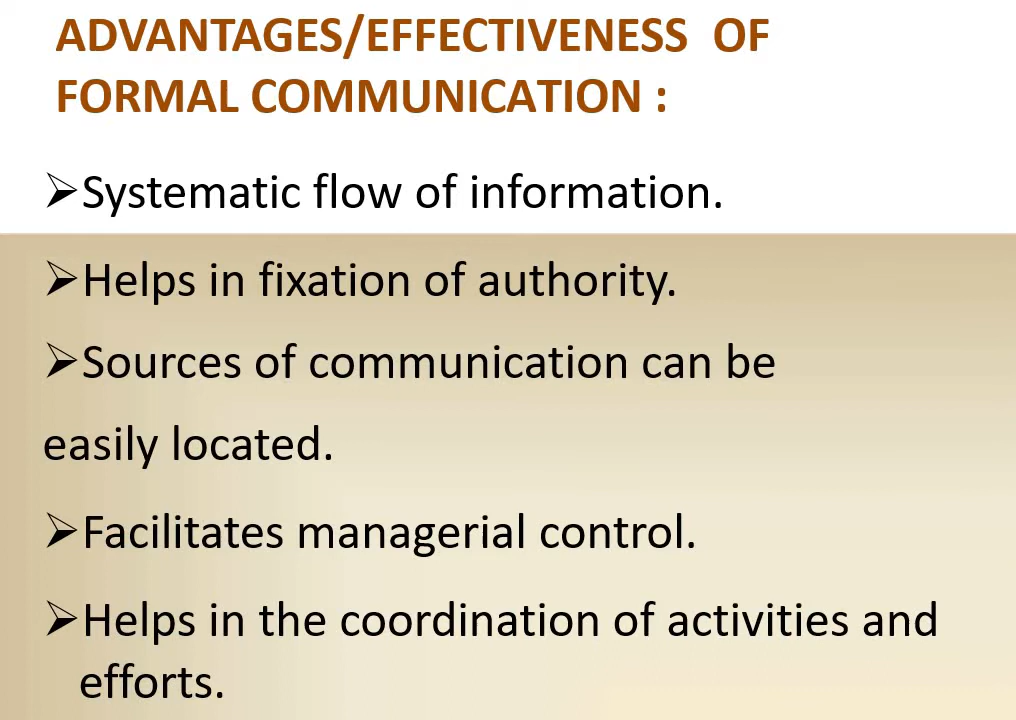 ADVANTAGES/EFFECTIVENESS OF
FORMAL COMMUNICATION :
➢Systematic flow of information.
➢Helps in fixation of authority.
➢Sources of communication can be
easily located.
➢Facilitates managerial control.
➢Helps in the coordination of activities and
efforts.